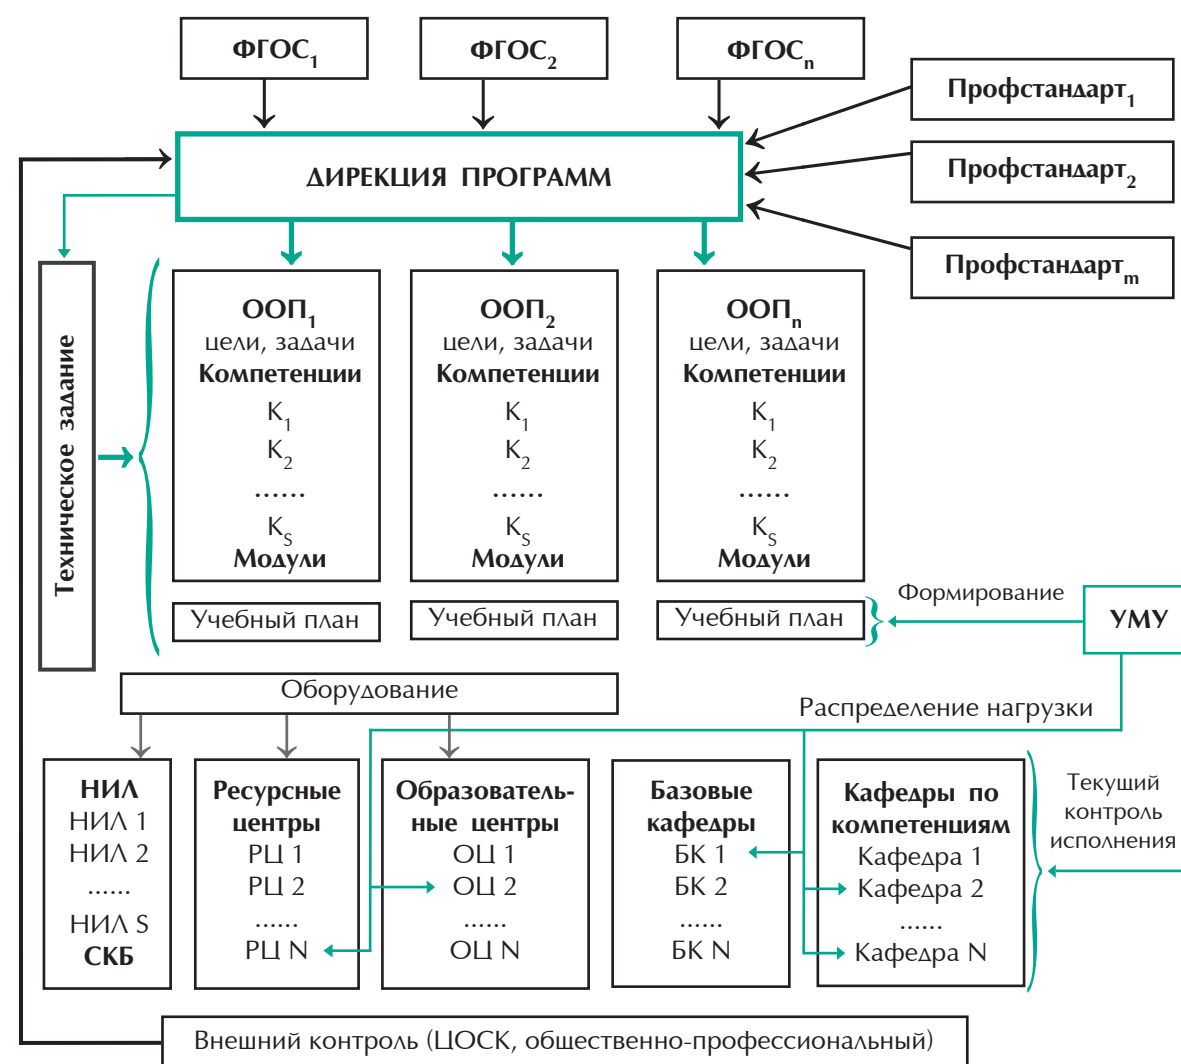 ФГОС₁
ФГОС₂
ФГОСₙ
Профстандарт₁
ДИРЕКЦИЯ ПРОГРАММ
Профстандарт₂
Профстандартₘ
Техническое задание
ООП₁
цели, задачи
Компетенции
К₁
К₂
......
К_S
Модули
Учебный план
ООП₂
цели, задачи
Компетенции
К₁
К₂
......
К_S
Модули
Учебный план
ООПₙ
цели, задачи
Компетенции
К₁
К₂
......
К_S
Модули
Учебный план
Формирование
УМУ
Оборудование
Распределение нагрузки
НИЛ
НИЛ 1
НИЛ 2
......
НИЛ S
СКБ
Ресурсные
центры
РЦ 1
РЦ 2
......
РЦ N
Образователь-
ные центры
ОЦ 1
ОЦ 2
......
ОЦ N
Базовые
кафедры
БК 1
БК 2
......
БК N
Кафедры по
компетенциям
Кафедра 1
Кафедра 2
......
Кафедра N
Текущий
контроль
исполнения
Внешний контроль (ЦОСК, общественно-профессиональный)